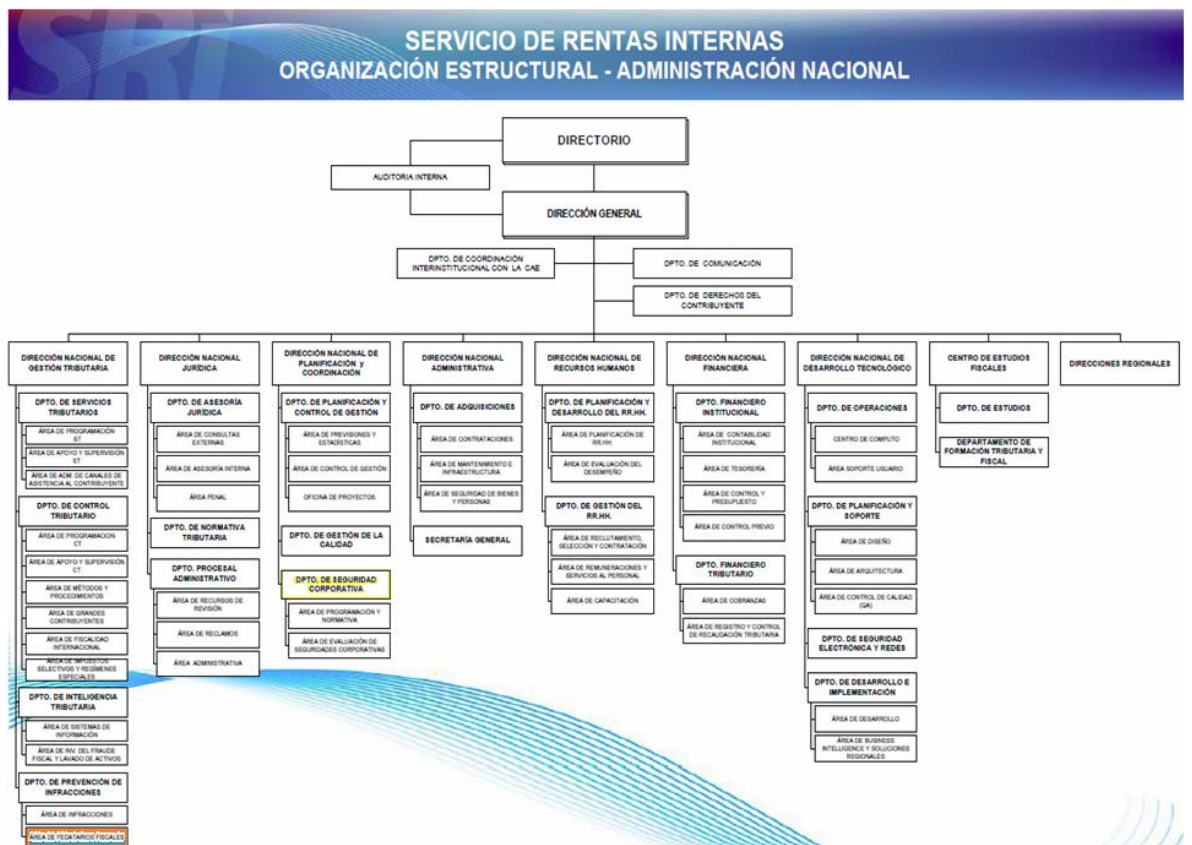 SRI
SERVICIO DE RENTAS INTERNAS
ORGANIZACIÓN ESTRUCTURAL - ADMINISTRACIÓN NACIONAL
DIRECTORIO
AUDITORIA INTERNA
DIRECCIÓN GENERAL
DPTO. DE COORDINACIÓN
INTERINSTITUCIONAL CON LA CAE
DPTO. DE COMUNICACIÓN
DPTO. DE DERECHOS DEL
CONTRIBUYENTE
DIRECCIÓN NACIONAL DE
GESTIÓN TRIBUTARIA
DPTO. DE SERVICIOS
TRIBUTARIOS
ÁREA DE PROGRAMACIÓN
ST
ÁREA DE APOYO Y SUPERVISIÓN
ST
ÁREA DE ADM. DE CANALES DE
ASISTENCIA AL CONTRIBUYENTE
DPTO. DE CONTROL
TRIBUTARIO
ÁREA DE PROGRAMACION
CT
ÁREA DE APOYO Y SUPERVISIÓN
CT
ÁREA DE MÉTODOS Y
PROCEDIMIENTOS
ÁREA DE GRANDES
CONTRIBUYENTES
ÁREA DE FISCALIDAD
INTERNACIONAL
ÁREA DE IMPUESTOS
SELECTIVOS Y REGÍMENES
ESPECIALES
DPTO. DE INTELIGENCIA
TRIBUTARIA
ÁREA DE SISTEMAS DE
INFORMACIÓN
ÁREA DE INV. DEL FRAUDE
FISCAL Y LAVADO DE ACTIVOS
DPTO. DE PREVENCIÓN DE
INFRACCIONES
ÁREA DE INFRACCIONES
ÁREA DE FEDATARIOS FISCALES
DIRECCIÓN NACIONAL
JURÍDICA
DPTO. DE ASESORÍA
JURÍDICA
ÁREA DE CONSULTAS
EXTERNAS
ÁREA DE ASESORÍA INTERNA
ÁREA PENAL
DPTO. DE NORMATIVA
TRIBUTARIA
DPTO. PROCESAL
ADMINISTRATIVO
ÁREA DE RECURSOS DE
REVISIÓN
ÁREA DE RECLAMOS
ÁREA ADMINISTRATIVA
DIRECCIÓN NACIONAL DE
PLANIFICACIÓN y
COORDINACIÓN
DPTO. DE PLANIFICACIÓN Y
CONTROL DE GESTIÓN
ÁREA DE PREVISIONES Y
ESTADÍSTICAS
ÁREA DE CONTROL DE GESTIÓN
OFICINA DE PROYECTOS
DPTO. DE GESTIÓN DE LA
CALIDAD
DPTO. DE SEGURIDAD
CORPORATIVA
ÁREA DE PROGRAMACIÓN Y
NORMATIVA
ÁREA DE EVALUACIÓN DE
SEGURIDADES CORPORATIVAS
DIRECCIÓN NACIONAL
ADMINISTRATIVA
DPTO. DE ADQUISICIONES
ÁREA DE CONTRATACIONES
ÁREA DE MANTENIMIENTO E
INFRAESTRUCTURA
ÁREA DE SEGURIDAD DE BIENES
Y PERSONAS
SECRETARÍA GENERAL
DIRECCIÓN NACIONAL DE
RECURSOS HUMANOS
DPTO. DE PLANIFICACIÓN Y
DESARROLLO DEL RR.HH.
ÁREA DE PLANIFICACIÓN DE
RR.HH.
ÁREA DE EVALUACIÓN DEL
DESEMPEÑO
DPTO. DE GESTIÓN DEL
RR.HH.
ÁREA DE RECLUTAMIENTO,
SELECCIÓN Y CONTRATACIÓN
ÁREA DE REMUNERACIONES Y
SERVICIOS AL PERSONAL
ÁREA DE CAPACITACIÓN
DIRECCIÓN NACIONAL
FINANCIERA
DPTO. FINANCIERO
INSTITUCIONAL
ÁREA DE CONTABILIDAD
INSTITUCIONAL
ÁREA DE TESORERÍA
ÁREA DE CONTROL Y
PRESUPUESTO
ÁREA DE CONTROL PREVIO
DPTO. FINANCIERO
TRIBUTARIO
ÁREA DE COBRANZAS
ÁREA DE REGISTRO Y CONTROL
DE RECAUDACIÓN TRIBUTARIA
DIRECCIÓN NACIONAL DE
DESARROLLO TECNOLÓGICO
DPTO. DE OPERACIONES
CENTRO DE COMPUTO
ÁREA SOPORTE USUARIO
DPTO. DE PLANIFICACIÓN Y
SOPORTE
ÁREA DE DISEÑO
ÁREA DE ARQUITECTURA
ÁREA DE CONTROL DE CALIDAD
(QA)
DPTO. DE SEGURIDAD
ELECTRÓNICA Y REDES
DPTO. DE DESARROLLO E
IMPLEMENTACIÓN
ÁREA DE DESARROLLO
ÁREA DE BUSINESS
INTELLIGENCE Y SOLUCIONES
REGIONALES
CENTRO DE ESTUDIOS
FISCALES
DPTO. DE ESTUDIOS
DEPARTAMENTO DE
FORMACIÓN TRIBUTARIA Y
FISCAL
DIRECCIONES REGIONALES